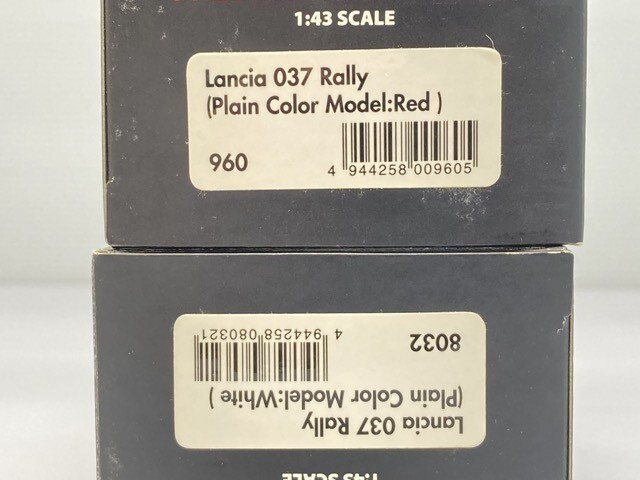 1:43 SCALE
Lancia 037 Rally
(Plain Color Model:Red )
960
4 944258 009605
1:43 SCALE
Lancia 037 Rally
(Plain Color Model:White )
8032
4 944258 080321